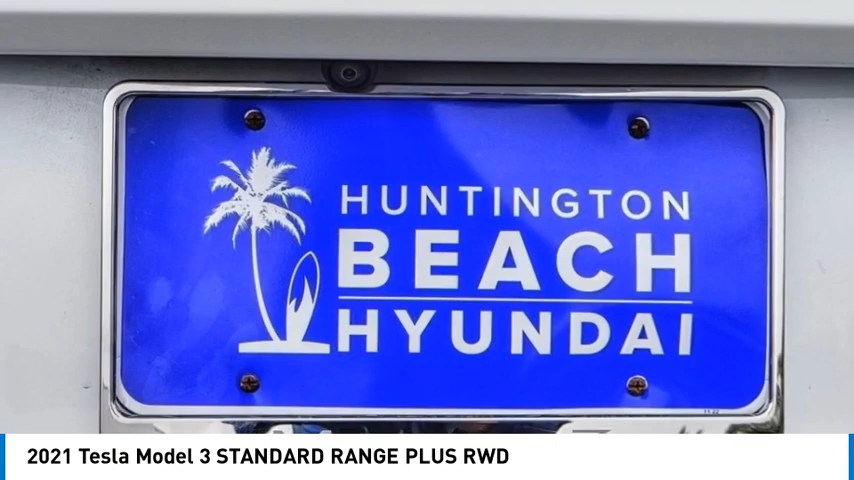 HUNTINGTON
BEACH
HYUNDAI
2021 Tesla Model 3 STANDARD RANGE PLUS RWD